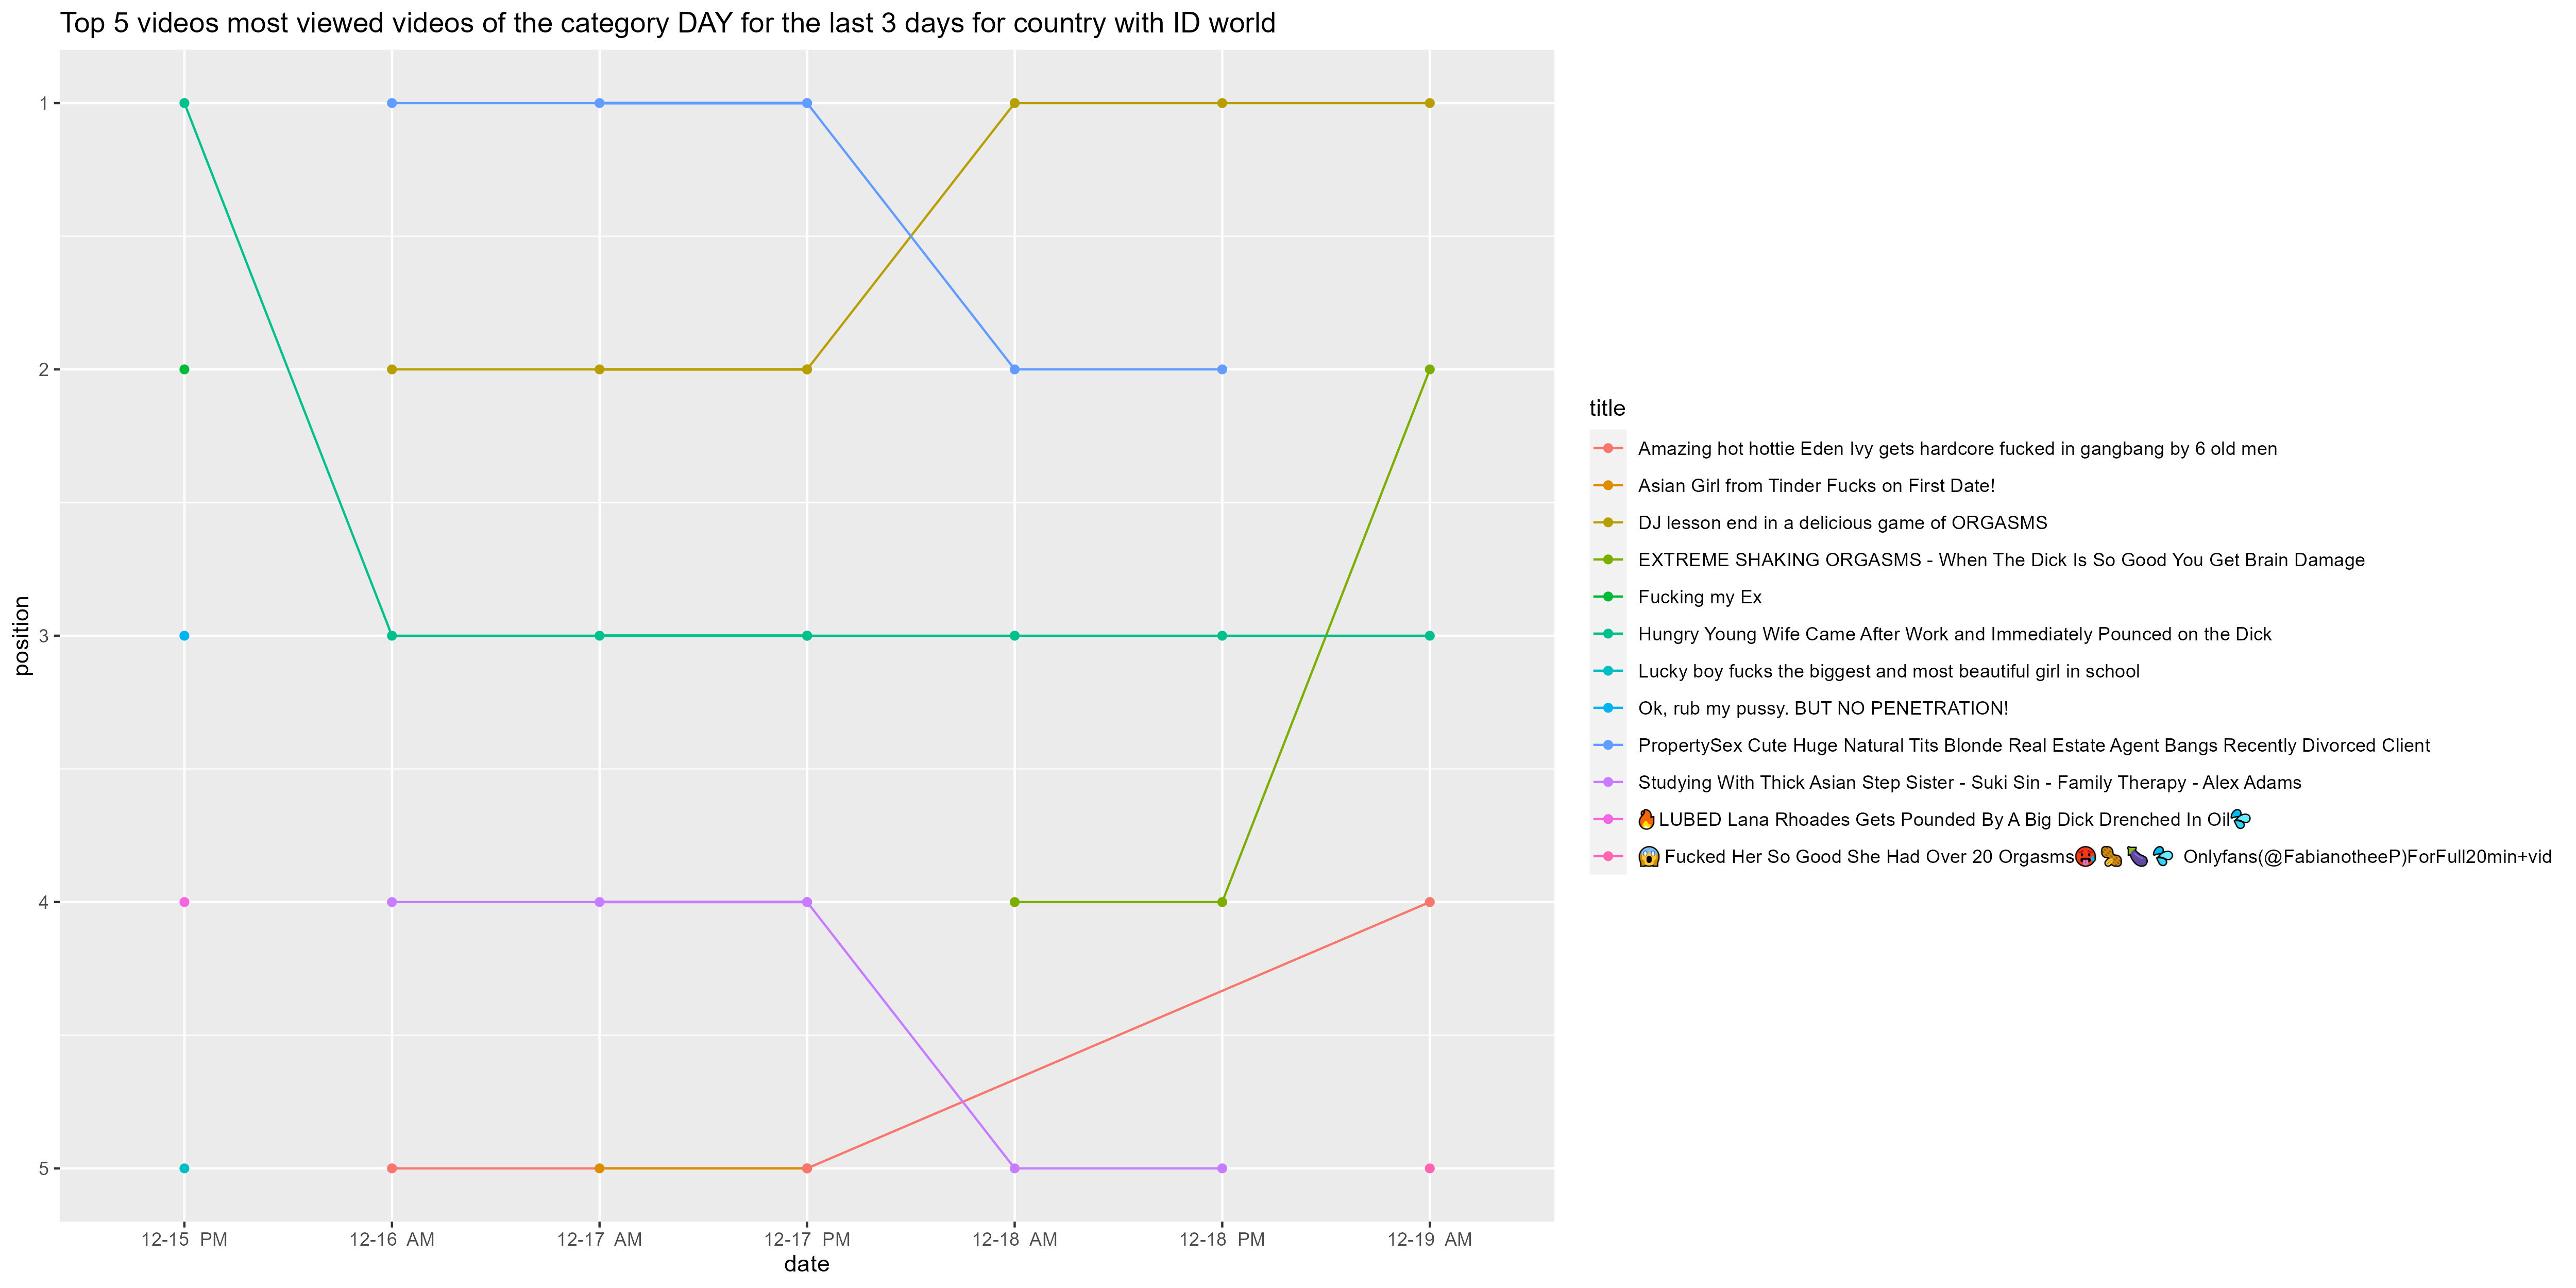 Top 5 videos most viewed videos of the category DAY for the last 3 days for country with ID world
position
1
2
3
4
5
12-15 PM
12-16 AM
12-17 AM
12-17 PM
12-18 AM
12-18 PM
12-19 AM
date
title
Amazing hot hottie Eden Ivy gets hardcore fucked in gangbang by 6 old men
Asian Girl from Tinder Fucks on First Date!
DJ lesson end in a delicious game of ORGASMS
EXTREME SHAKING ORGASMS - When The Dick Is So Good You Get Brain Damage
Fucking my Ex
Hungry Young Wife Came After Work and Immediately Pounced on the Dick
Lucky boy fucks the biggest and most beautiful girl in school
Ok, rub my pussy. BUT NO PENETRATION!
PropertySex Cute Huge Natural Tits Blonde Real Estate Agent Bangs Recently Divorced Client
Studying With Thick Asian Step Sister - Suki Sin - Family Therapy - Alex Adams
🔥LUBED Lana Rhoades Gets Pounded By A Big Dick Drenched In Oil💦
😱 Fucked Her So Good She Had Over 20 Orgasms🥵 🥜 🍆 💦 Onlyfans(@FabianotheeP)ForFull20min+vid